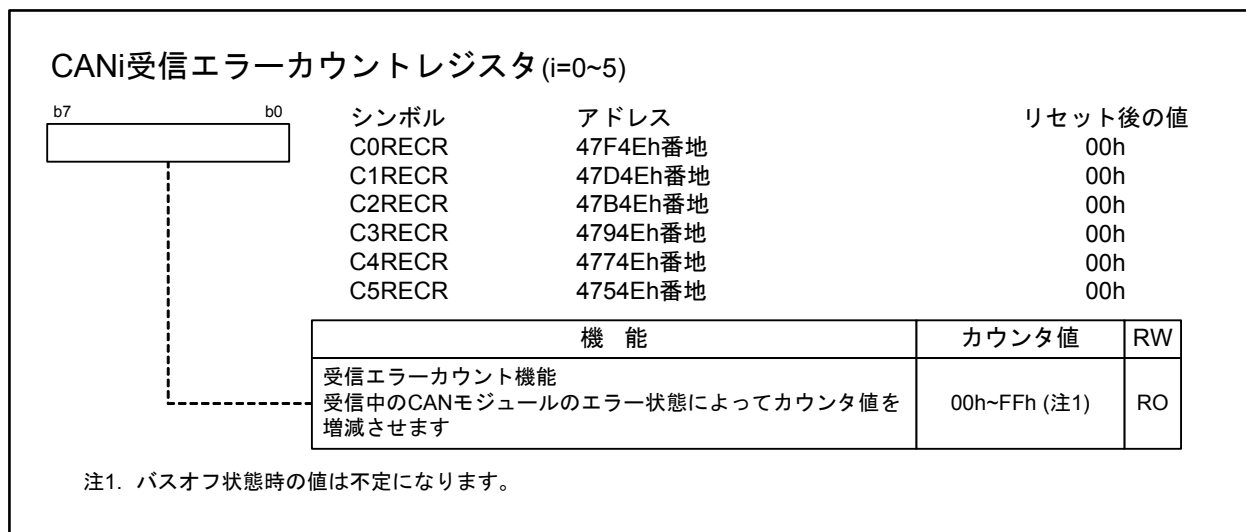 CANi受信エラーカウントレジスタ(i=0~5)
b7 b0 シンボル アドレス リセット後の値
C0RECR 47F4Eh番地 00h
C1RECR 47D4Eh番地 00h
C2RECR 47B4Eh番地 00h
C3RECR 4794Eh番地 00h
C4RECR 4774Eh番地 00h
C5RECR 4754Eh番地 00h
機 能 カウンタ値 RW
受信エラーカウント機能
受信中のCANモジュールのエラー状態によってカウンタ値を 00h~FFh (注1) RO
増減させます
注1. バスオフ状態時の値は不定になります。